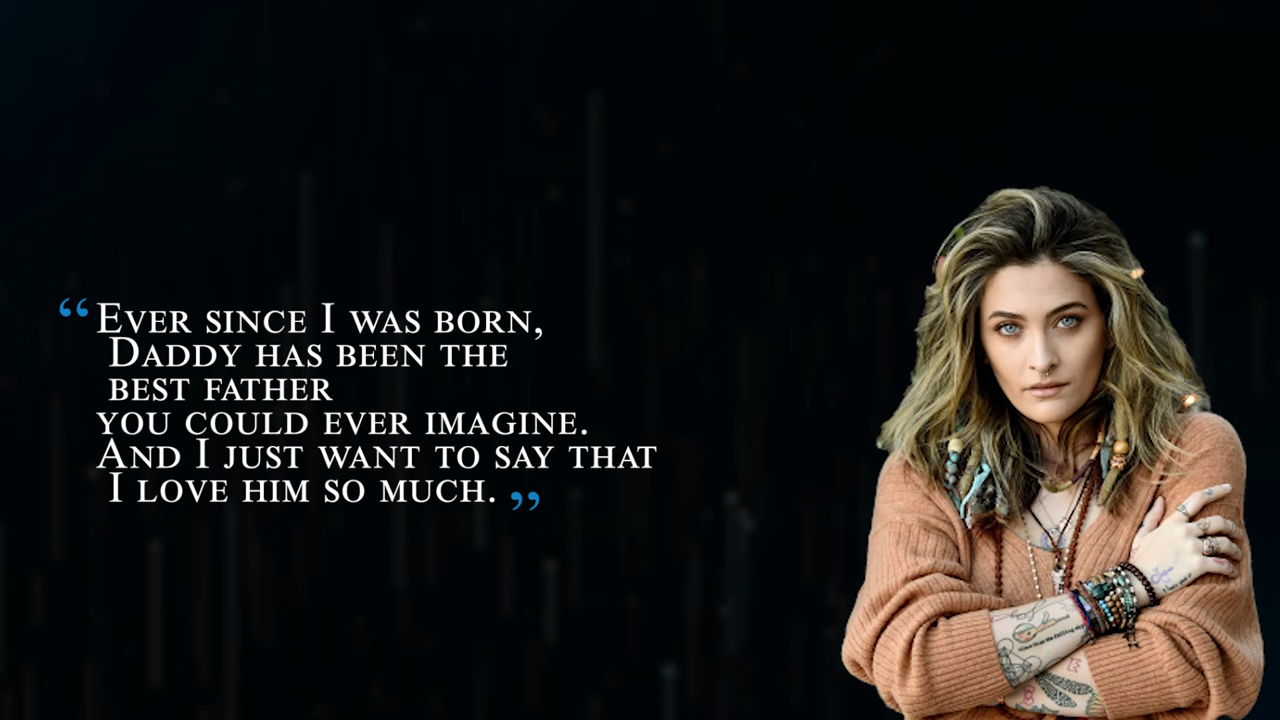 “Ever since I was born,
Daddy has been the
best father
you could ever imagine.
And I just want to say that
I love him so much.”